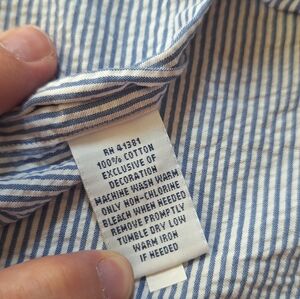 RN 41381
100% COTTON
EXCLUSIVE OF
DECORATION
MACHINE WASH WARM
ONLY NON-CHLORINE
BLEACH WHEN NEEDED
REMOVE PROMPTLY
TUMBLE DRY LOW
WARM IRON
IF NEEDED